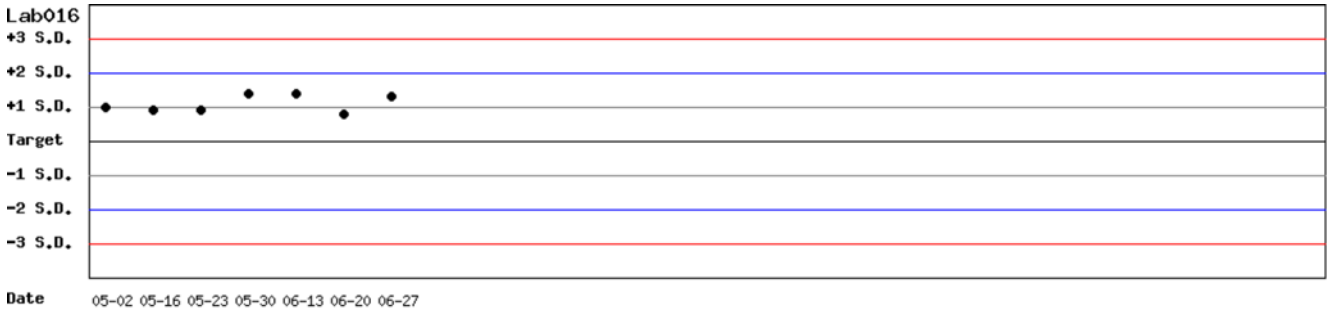 Lab016
+3 S.D.
+2 S.D.
+1 S.D.
Target
-1 S.D.
-2 S.D.
-3 S.D.
Date 05-02 05-16 05-23 05-30 06-13 06-20 06-27